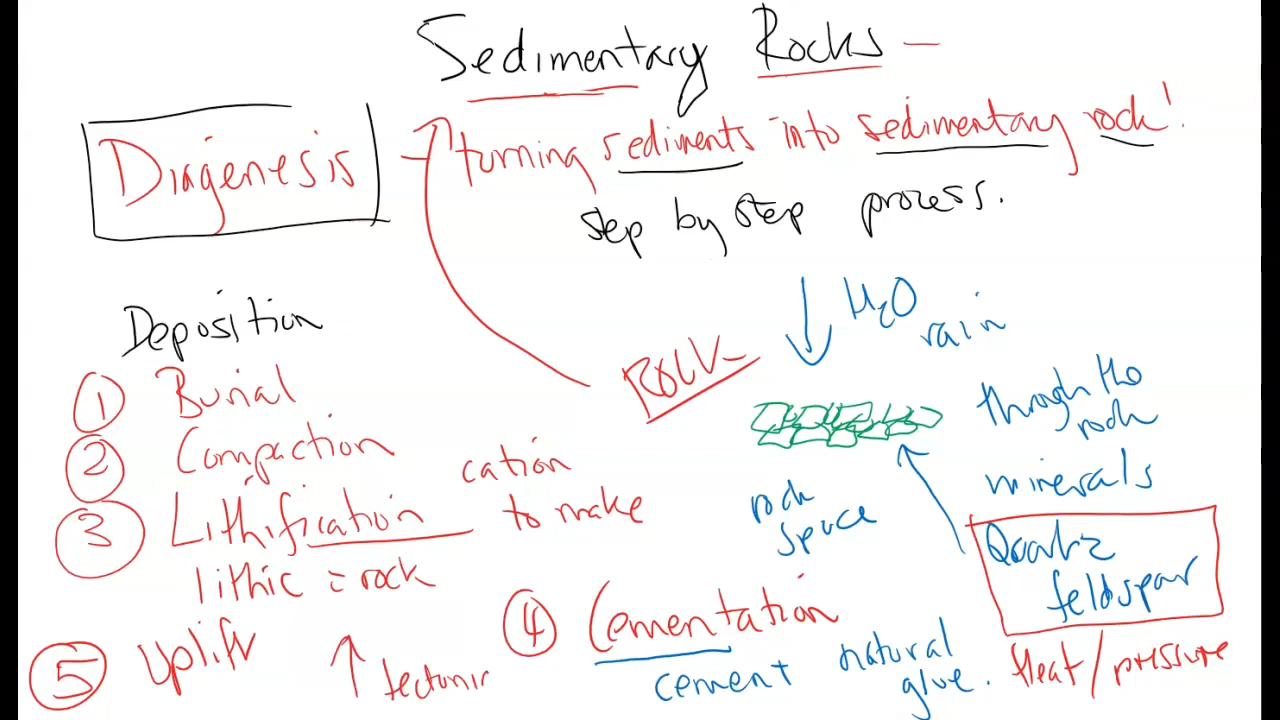 Sedimentary Rocks –
Diagenesis – "turning sediments into sedimentary rock!
step by step process.
Deposition
① Burial
② Compaction
③ Lithification
cation
to make
lithic = rock
④ Cementation
cement
natural
glue.
⑤ Uplift
↑ tectonic
ROCK
↓ H2O
rain
through the
rock
minerals
rock
space
Quartz
feldspar
Heat/pressure